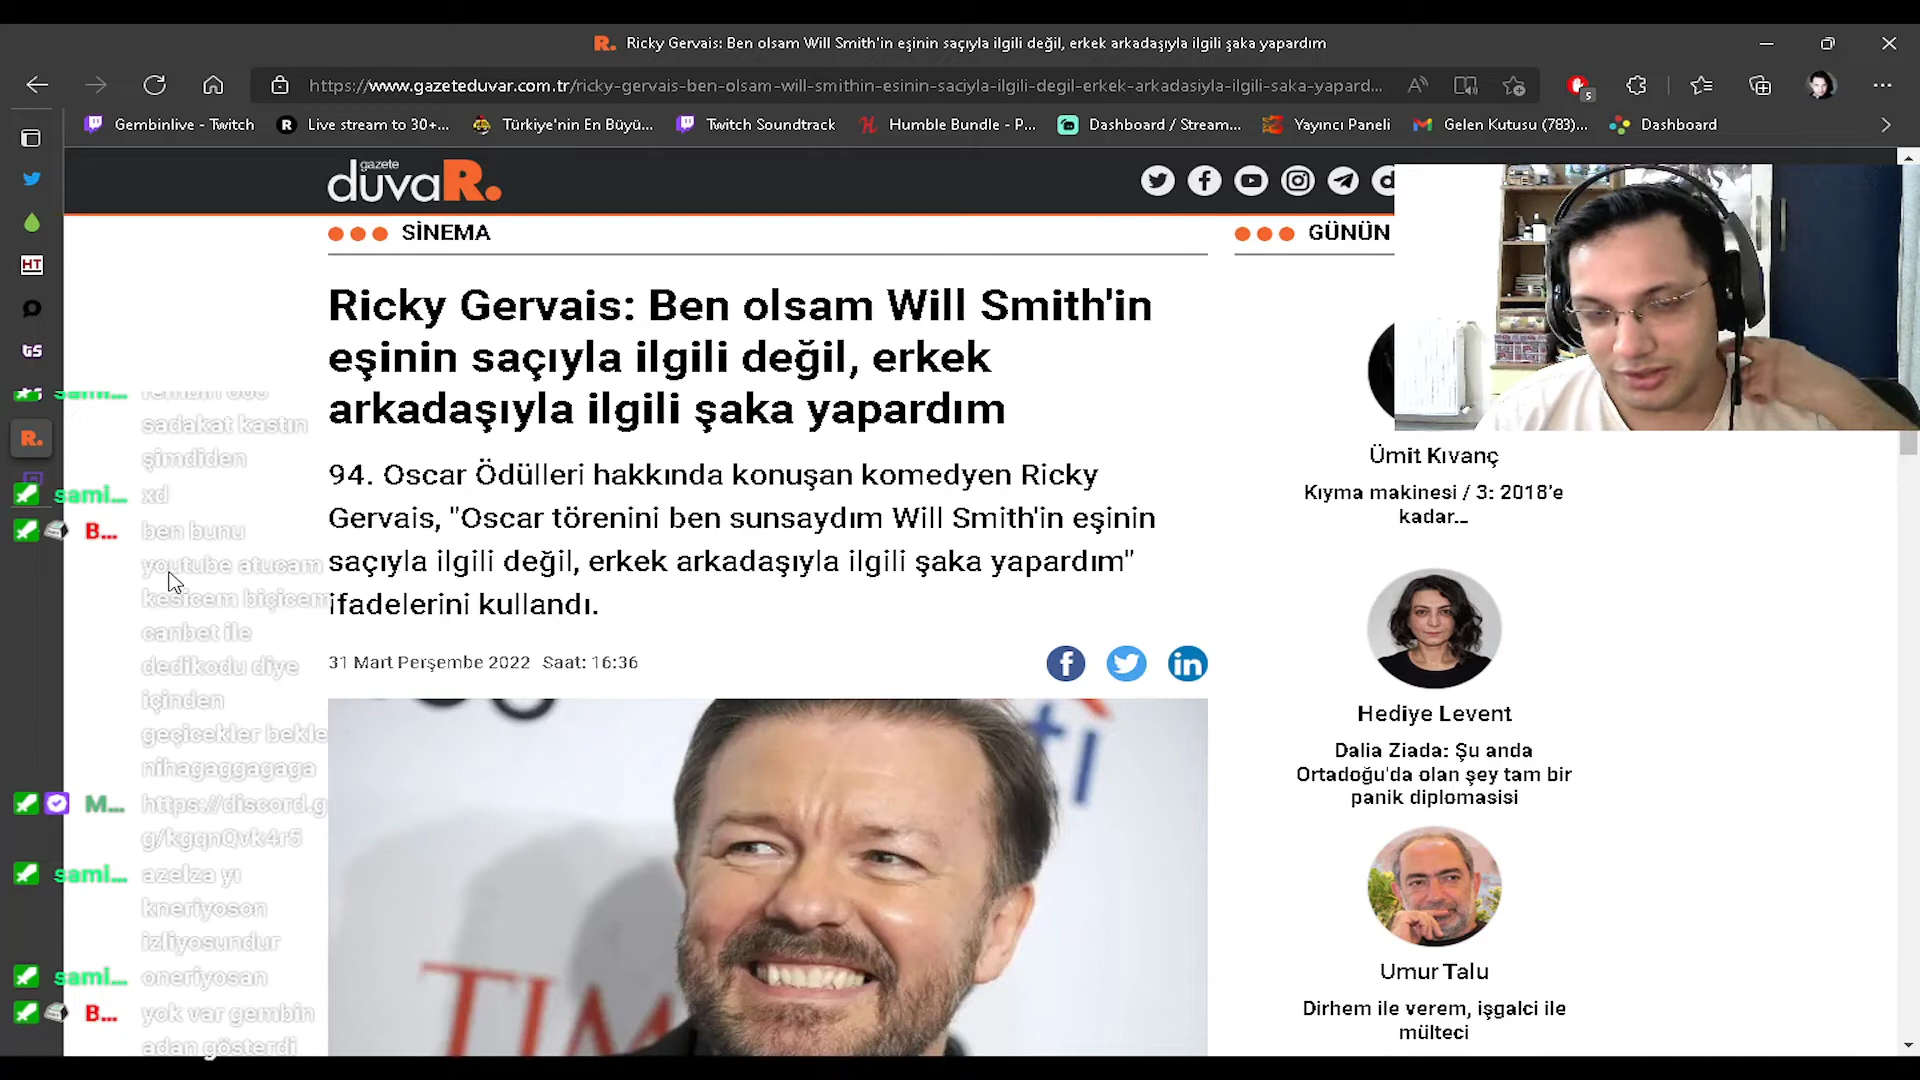 Ricky Gervais: Ben olsam Will Smith'in eşinin saçıyla ilgili değil, erkek arkadaşıyla ilgili şaka yapardım
https://www.gazeteduvar.com.tr/ricky-gervais-ben-olsam-will-smithin-esinin-saciyla-ilgili-degil-erkek-arkadasiyla-ilgili-saka-yapard...
5
Gembinlive - Twitch
Live stream to 30+...
Türkiye'nin En Büyü...
Twitch Soundtrack
Humble Bundle - P...
Dashboard / Stream...
Yayıncı Paneli
Gelen Kutusu (783)...
Dashboard
gazete
duvaR.
SİNEMA
GÜNÜN
Ricky Gervais: Ben olsam Will Smith'in
eşinin saçıyla ilgili değil, erkek
arkadaşıyla ilgili şaka yapardım
94. Oscar Ödülleri hakkında konuşan komedyen Ricky
Gervais, "Oscar törenini ben sunsaydım Will Smith'in eşinin
saçıyla ilgili değil, erkek arkadaşıyla ilgili şaka yapardım"
ifadelerini kullandı.
31 Mart Perşembe 2022 Saat: 16:36
TIM
Ümit Kıvanç
Kıyma makinesi / 3: 2018'e
kadar...
Hediye Levent
Dalia Ziada: Şu anda
Ortadoğu'da olan şey tam bir
panik diplomasisi
Umur Talu
Dirhem ile verem, işgalci ile
mülteci
HT
R.
sami...
sadakat kastın
şimdiden
sami... xd
B... ben bunu
youtube atucam
kesicem biçicem
canbet ile
dedikodu diye
içinden
geçicekler bekle
nihagaggagaga
M... https://discord.g
g/kgqnQvk4r5
sami... azelza yı
kneriyoson
izliyosundur
sami... oneriyosan
B... yok var gembin
adan gösterdi